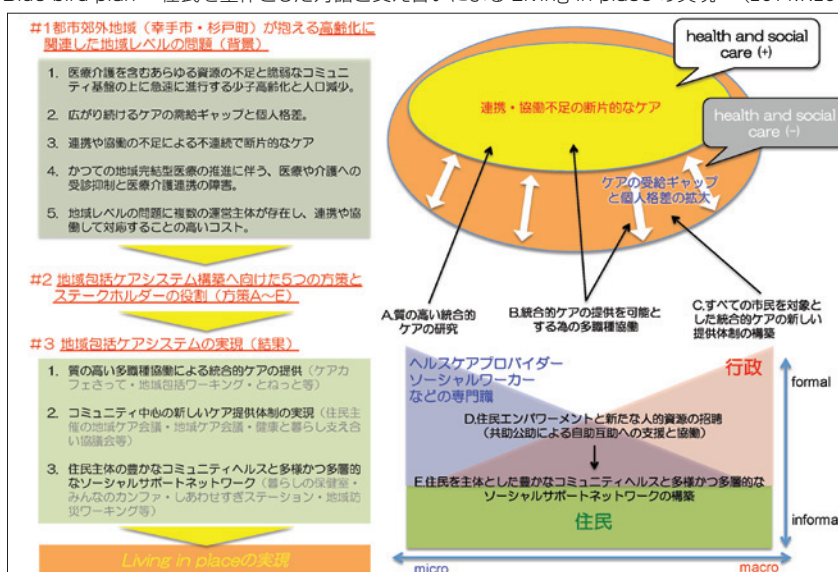 #1都市郊外地域（幸手市・杉戸町）が抱える高齢化に
関連した地域レベルの問題（背景）
1. 医療介護を含むあらゆる資源の不足と脆弱なコミュニ
ティ基盤の上に急速に進行する少子高齢化と人口減少。
2. 広がり続けるケアの需給ギャップと個人格差。
3. 連携や協働の不足による不連続で断片的なケア
4. かつての地域完結型医療の推進に伴う、医療や介護への
受診抑制と医療介護連携の障害。
5. 地域レベルの問題に複数の運営主体が存在し、連携や協
働して対応することの高いコスト。
#2 地域包括ケアシステム構築へ向けた5つの方策と
ステークホルダーの役割（方策A～E）
#3 地域包括ケアシステムの実現（結果）
1. 質の高い多職種協働による統合的ケアの提供（ケアカ
フェさって・地域包括ワーキング・とねっと等）
2. コミュニティ中心の新しいケア提供体制の実現（住民主
催の地域ケア会議・地域ケア会議・健康と暮らし支え合
い協議会等）
3. 住民主体の豊かなコミュニティヘルスと多様かつ多層的
なソーシャルサポートネットワーク（暮らしの保健室・
みんなのカンファ・しあわせすぎステーション・地域防
災ワーキング等）
Living in placeの実現
health and social
care (+)
health and social
care (-)
連携・協働不足の断片的なケア
ケアの受給ギャップ
と個人格差の拡大
A.質の高い統合的
ケアの研究
B.統合的ケアの提供を可能と
する為の多職種協働
C.すべての市民を対象と
した統合的ケアの新しい
提供体制の構築
ヘルスケアプロバイダー
ソーシャルワーカー
などの専門職
行政
formal
D.住民エンパワーメントと新たな人的資源の招聘
（共助公助による自助互助への支援と協働）
E.住民を主体とした豊かなコミュニティヘルスと多様かつ多層的な
ソーシャルサポートネットワークの構築
住民
informa
micro
macro